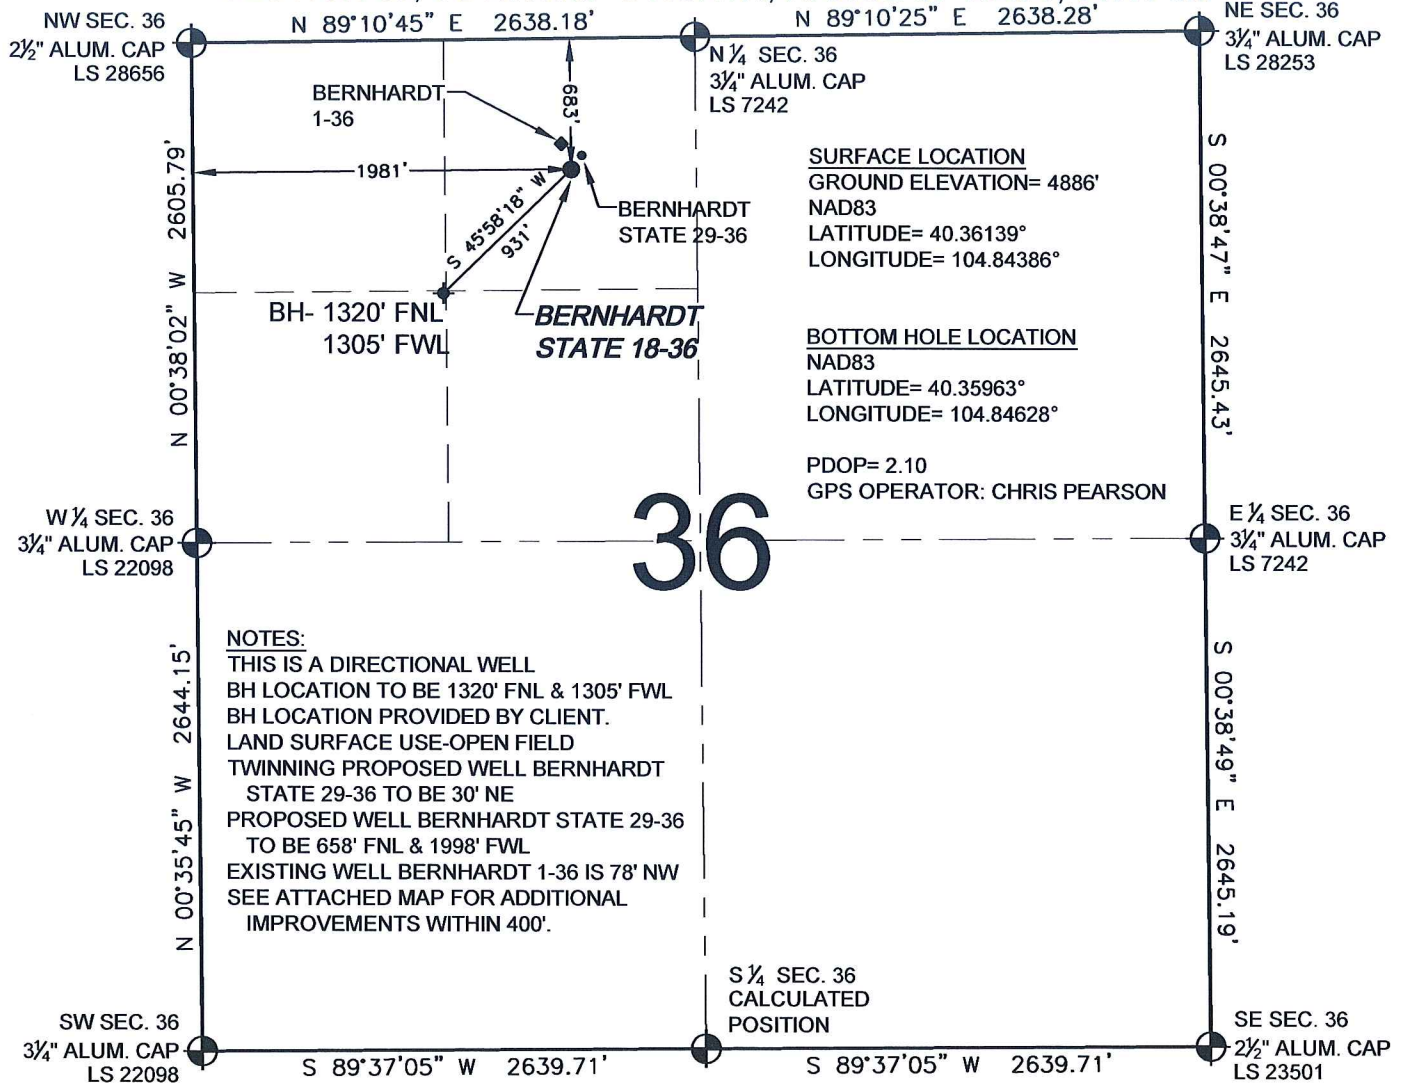 NW SEC. 36
2½" ALUM. CAP
LS 28656
N 89°10'45" E 2638.18'
N 89°10'25" E 2638.28'
NE SEC. 36
3¼" ALUM. CAP
LS 28253
N ¼ SEC. 36
3¼" ALUM. CAP
LS 7242
BERNHARDT
1-36
683'
1981'
S 45°58'18" W
931'
BERNHARDT
STATE 29-36
BH- 1320' FNL
1305' FWL
BERNHARDT
STATE 18-36
SURFACE LOCATION
GROUND ELEVATION= 4886'
NAD83
LATITUDE= 40.36139°
LONGITUDE= 104.84386°
BOTTOM HOLE LOCATION
NAD83
LATITUDE= 40.35963°
LONGITUDE= 104.84628°
PDOP= 2.10
GPS OPERATOR: CHRIS PEARSON
N 00°38'02" W 2605.79'
S 00°38'47" E 2645.43'
W ¼ SEC. 36
3¼" ALUM. CAP
LS 22098
36
E ¼ SEC. 36
3¼" ALUM. CAP
LS 7242
NOTES:
THIS IS A DIRECTIONAL WELL
BH LOCATION TO BE 1320' FNL & 1305' FWL
BH LOCATION PROVIDED BY CLIENT.
LAND SURFACE USE-OPEN FIELD
TWINNING PROPOSED WELL BERNHARDT
STATE 29-36 TO BE 30' NE
PROPOSED WELL BERNHARDT STATE 29-36
TO BE 658' FNL & 1998' FWL
EXISTING WELL BERNHARDT 1-36 IS 78' NW
SEE ATTACHED MAP FOR ADDITIONAL
IMPROVEMENTS WITHIN 400'.
N 00°35'45" W 2644.15'
S 00°38'49" E 2645.19'
SW SEC. 36
3¼" ALUM. CAP
LS 22098
S 89°37'05" W 2639.71'
S ¼ SEC. 36
CALCULATED
POSITION
S 89°37'05" W 2639.71'
SE SEC. 36
2½" ALUM. CAP
LS 23501